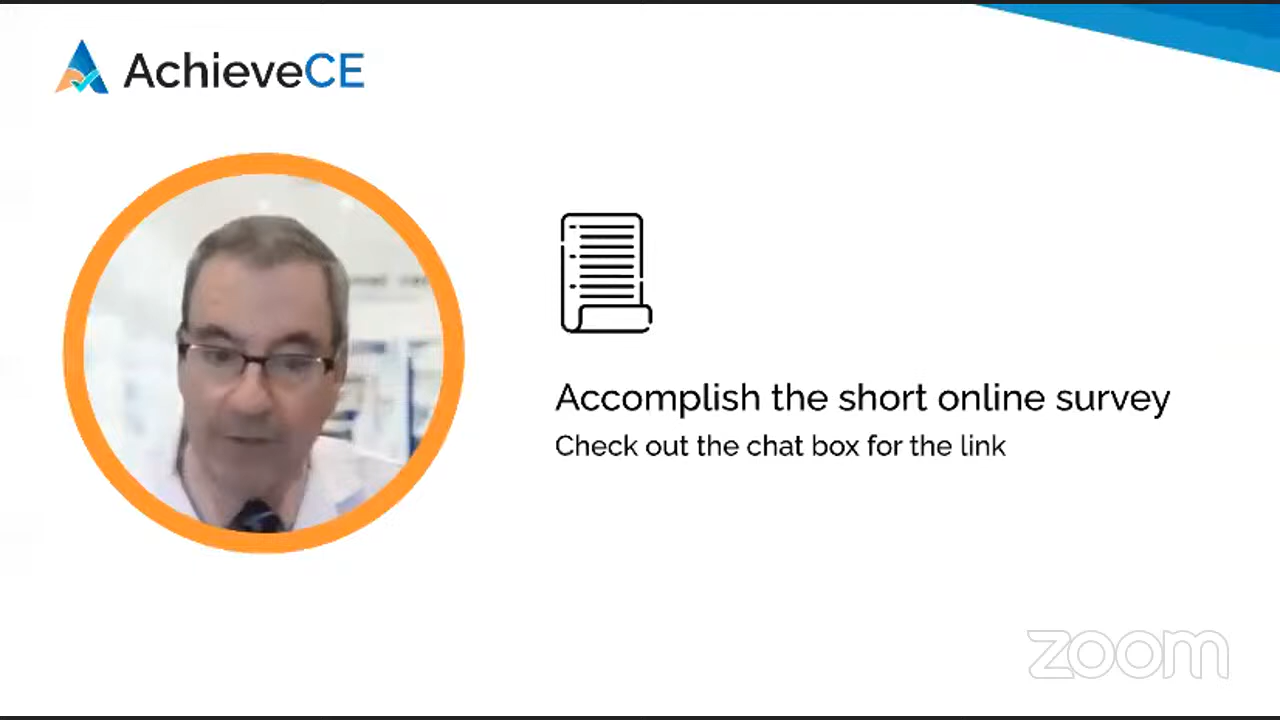 AchieveCE
Accomplish the short online survey
Check out the chat box for the link
zoom